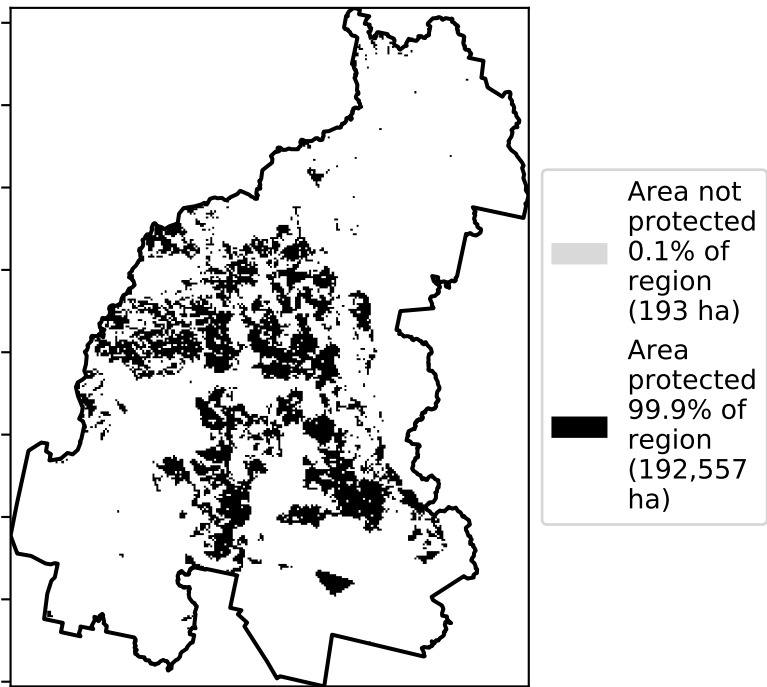 Area not
protected
0.1% of
region
(193 ha)
Area
protected
99.9% of
region
(192,557
ha)